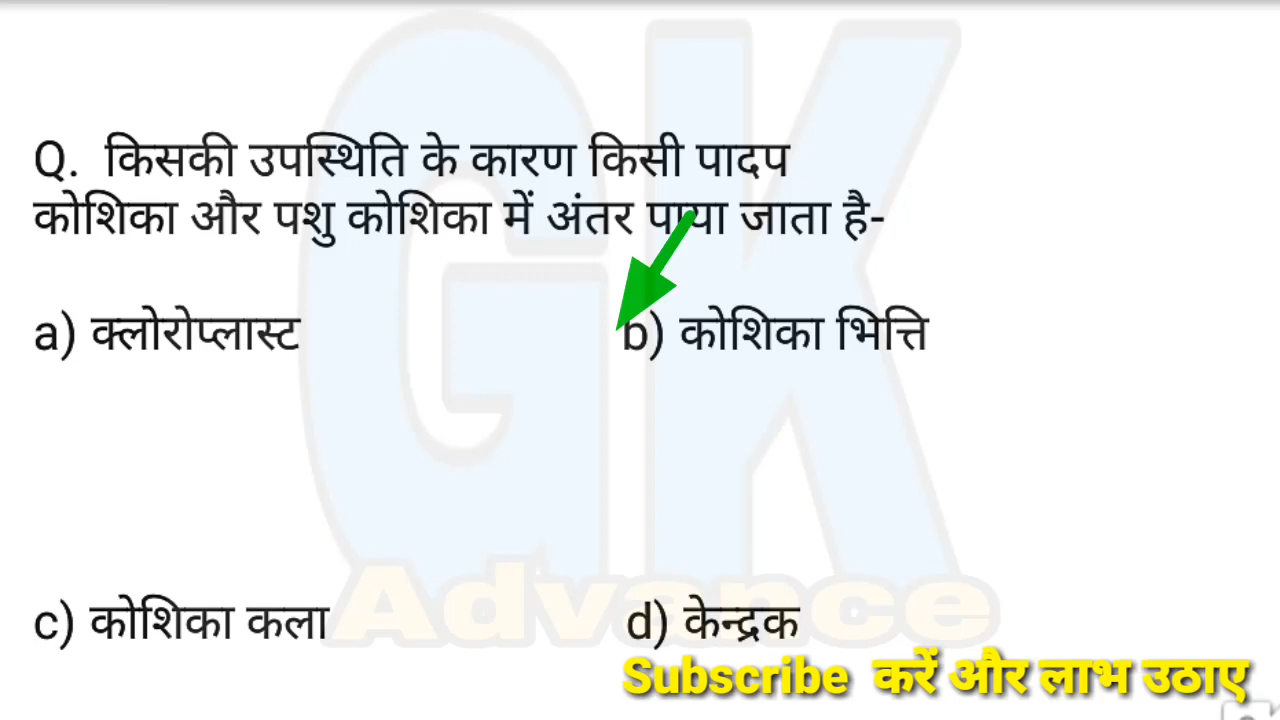 Q. किसकी उपस्थिति के कारण किसी पादप
कोशिका और पशु कोशिका में अंतर पाया जाता है-
a) क्लोरोप्लास्ट b) कोशिका भित्ति
c) कोशिका कला d) केन्द्रक
GK
Advance
Subscribe करें और लाभ उठाए